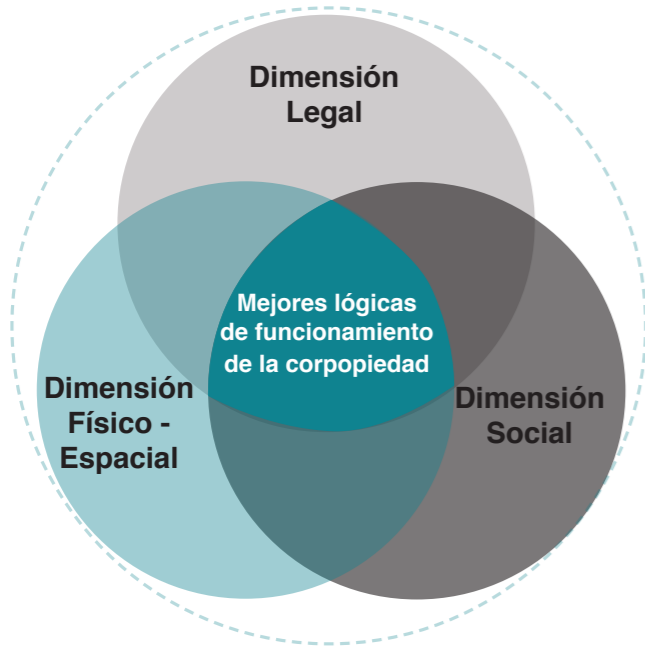 Dimensión
Legal
Mejores lógicas
de funcionamiento
de la corpopiedad
Dimensión
Físico -
Espacial
Dimensión
Social